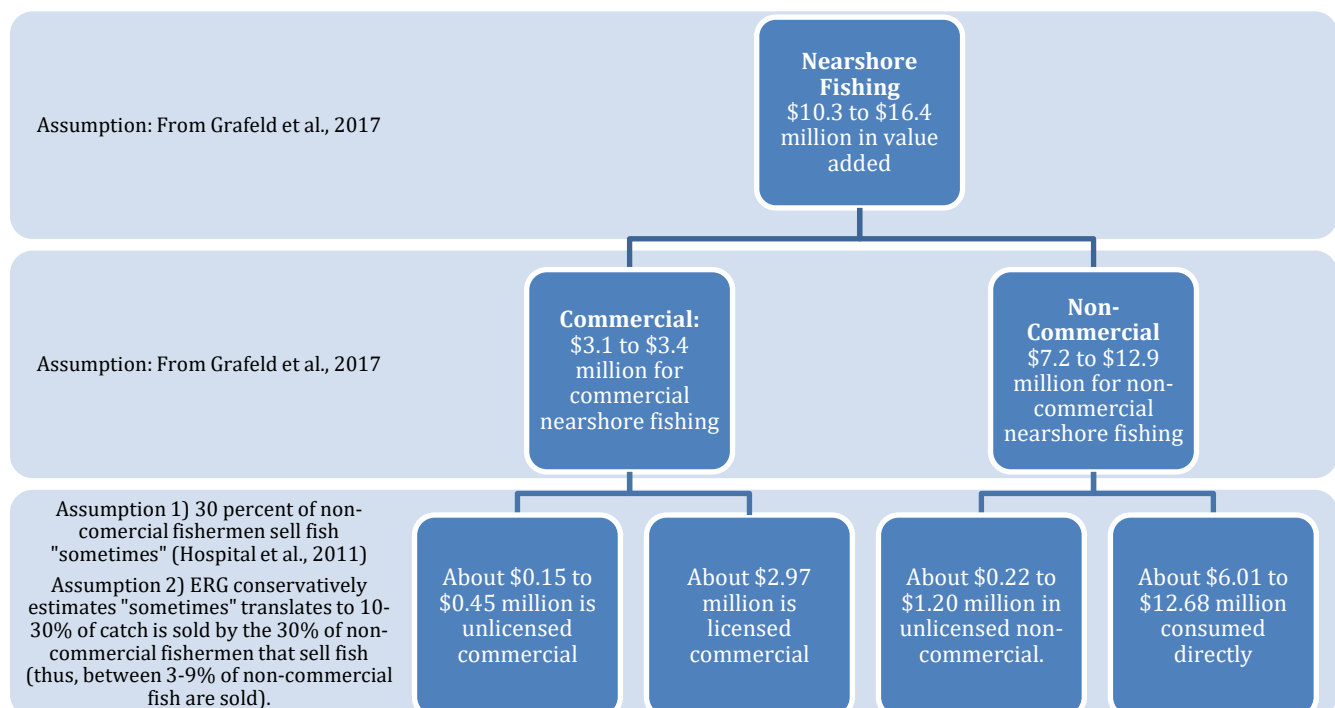 Nearshore
Fishing
$10.3 to $16.4
million in value
added
Assumption: From Grafeld et al., 2017
Commercial:
$3.1 to $3.4
million for
commercial
nearshore fishing
Non-
Commercial
$7.2 to $12.9
million for non-
commercial
nearshore fishing
Assumption: From Grafeld et al., 2017
Assumption 1) 30 percent of non-
comercial fishermen sell fish
"sometimes" (Hospital et al., 2011)
Assumption 2) ERG conservatively
estimates "sometimes" translates to 10-
30% of catch is sold by the 30% of non-
commercial fishermen that sell fish
(thus, between 3-9% of non-commercial
fish are sold).
About $0.15 to
$0.45 million is
unlicensed
commercial
About $2.97
million is
licensed
commercial
About $0.22 to
$1.20 million in
unlicensed non-
commercial.
About $6.01 to
$12.68 million
consumed
directly